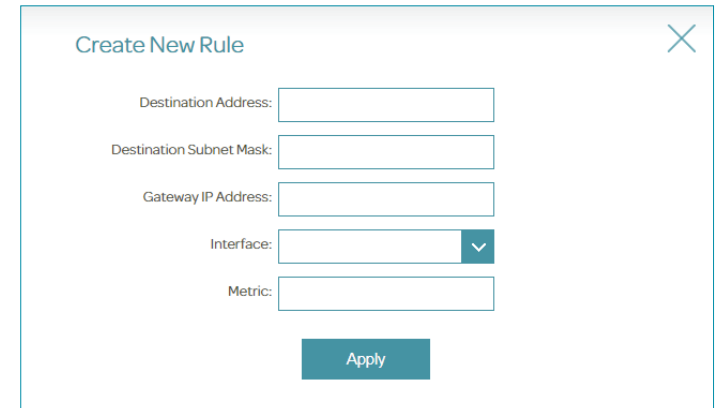 Create New Rule
Destination Address:
Destination Subnet Mask:
Gateway IP Address:
Interface:
Metric:
Apply